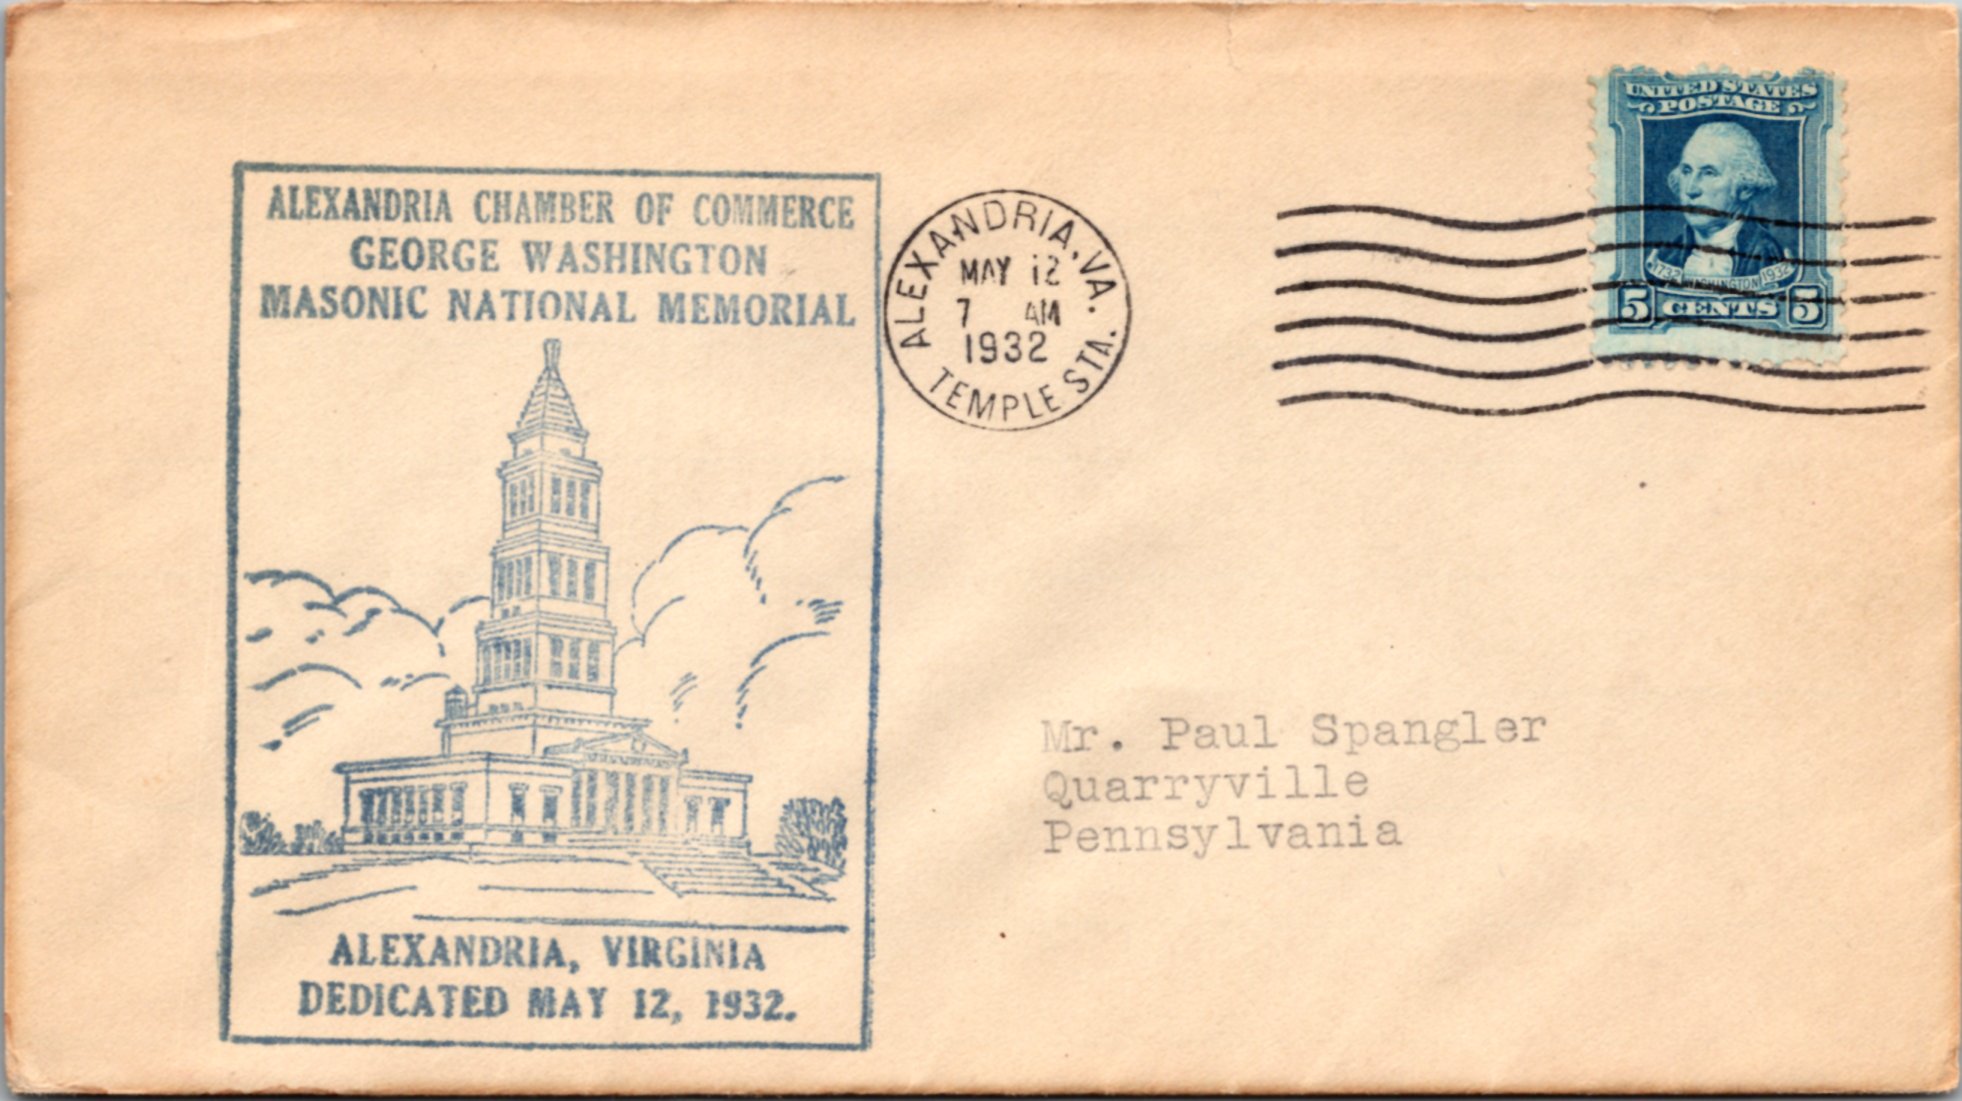 ALEXANDRIA CHAMBER OF COMMERCE
GEORGE WASHINGTON
MASONIC NATIONAL MEMORIAL
ALEXANDRIA, VIRGINIA
DEDICATED MAY 12, 1932.
ALEXANDRIA, VA.
MAY 12
7 AM
1932
TEMPLE STA.
UNITED STATES
POSTAGE
1732 WASHINGTON 1932
5 CENTS 5
Mr. Paul Spangler
Quarryville
Pennsylvania